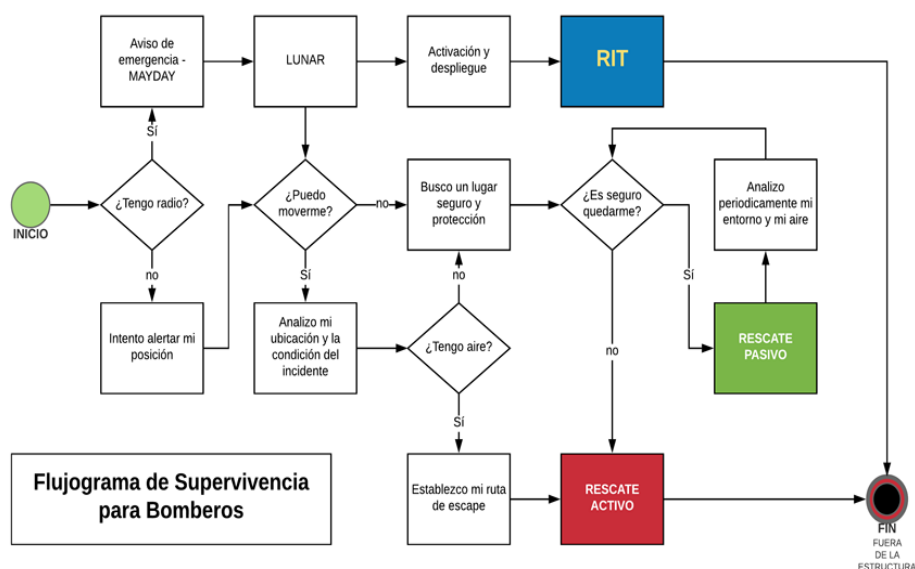 Aviso de
emergencia -
MAYDAY
LUNAR
Activación y
despliegue
RIT
Sí
¿Tengo radio?
INICIO
¿Puedo
moverme?
no
Busco un lugar
seguro y
protección
¿Es seguro
quedarme?
Analizo
periodicamente mi
entorno y mi aire
no
Sí
no
Sí
Intento alertar mi
posición
Analizo mi
ubicación y la
condición del
incidente
¿Tengo aire?
no
RESCATE
PASIVO
Sí
Flujograma de Supervivencia
para Bomberos
Establezco mi ruta
de escape
RESCATE
ACTIVO
FIN
FUERA
DE LA
ESTRUCTURA